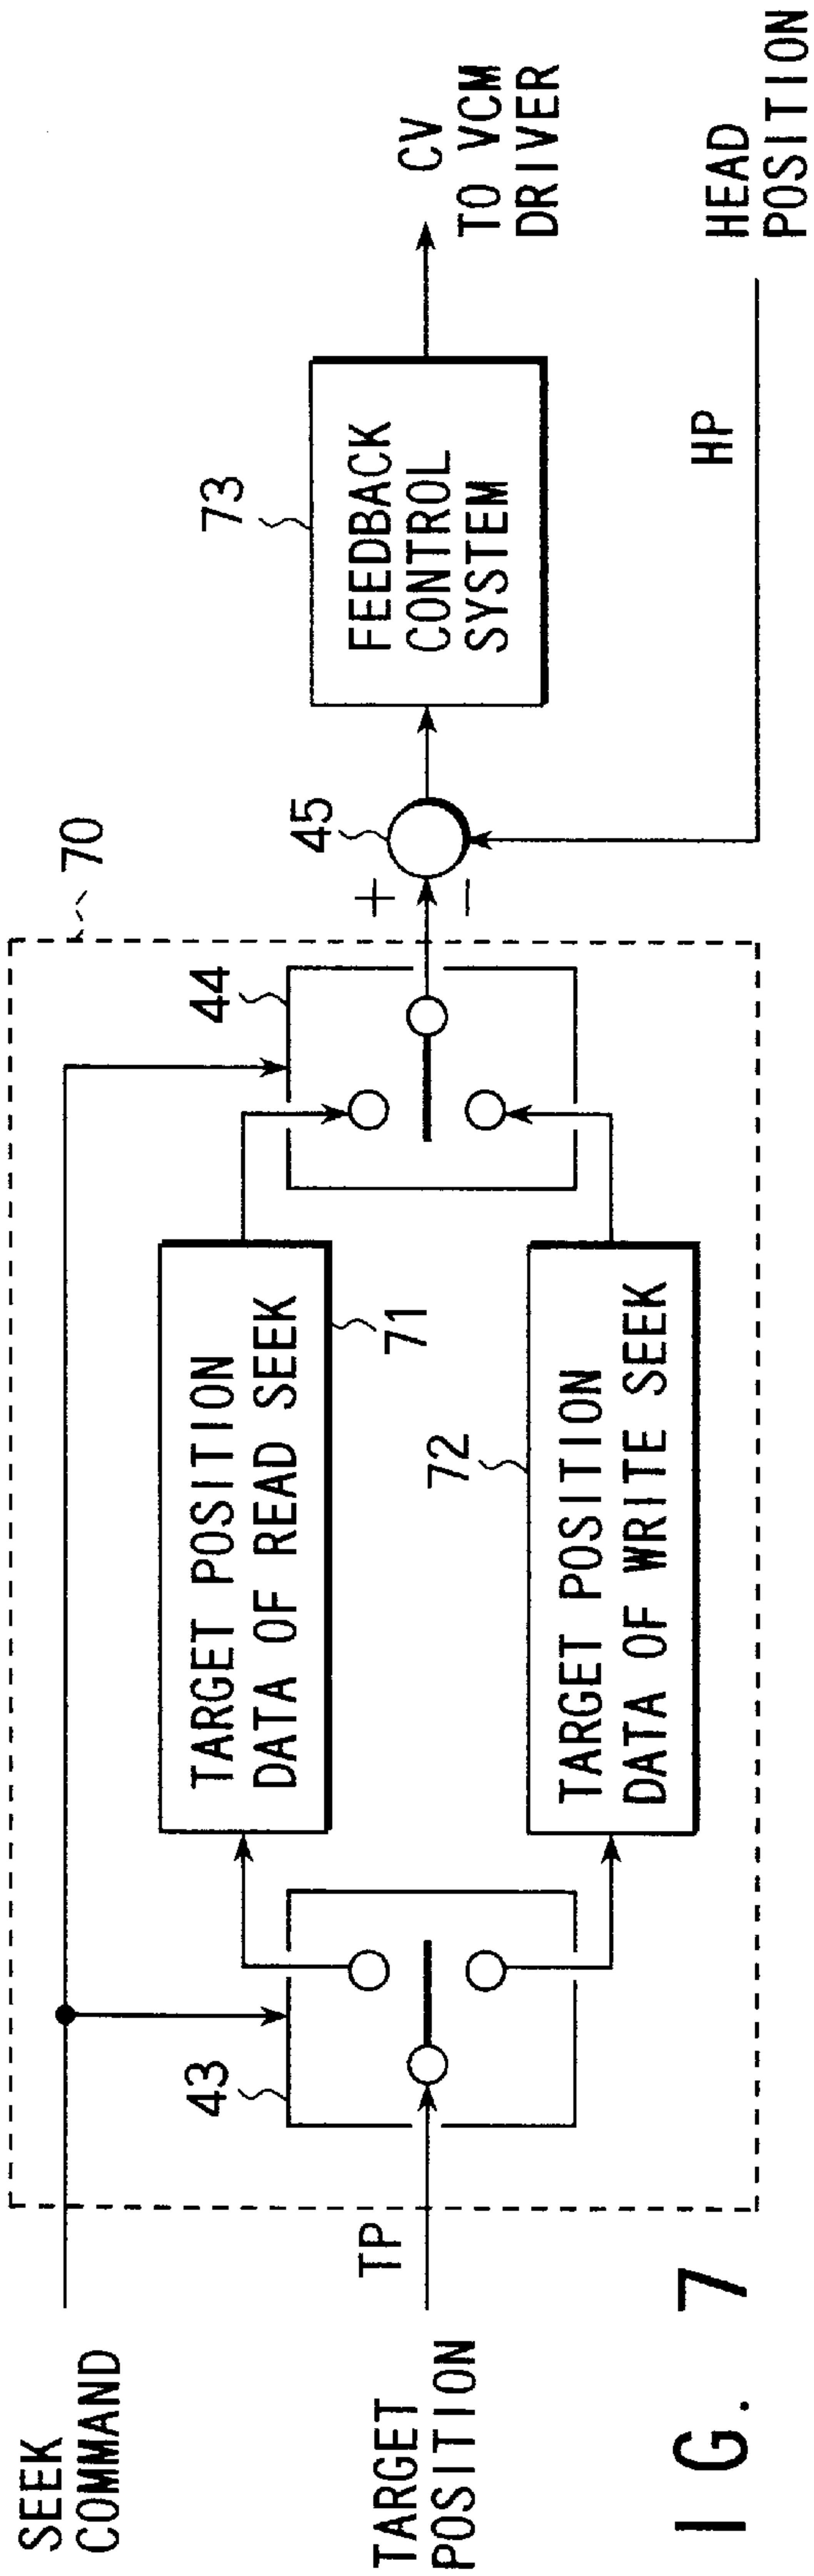 SEEK
COMMAND
TARGET
POSITION
TP
70
43
TARGET POSITION
DATA OF READ SEEK
71
72
TARGET POSITION
DATA OF WRITE SEEK
44
+
−
45
73
FEEDBACK
CONTROL
SYSTEM
CV
TO VCM
DRIVER
HP
HEAD
POSITION
IG. 7